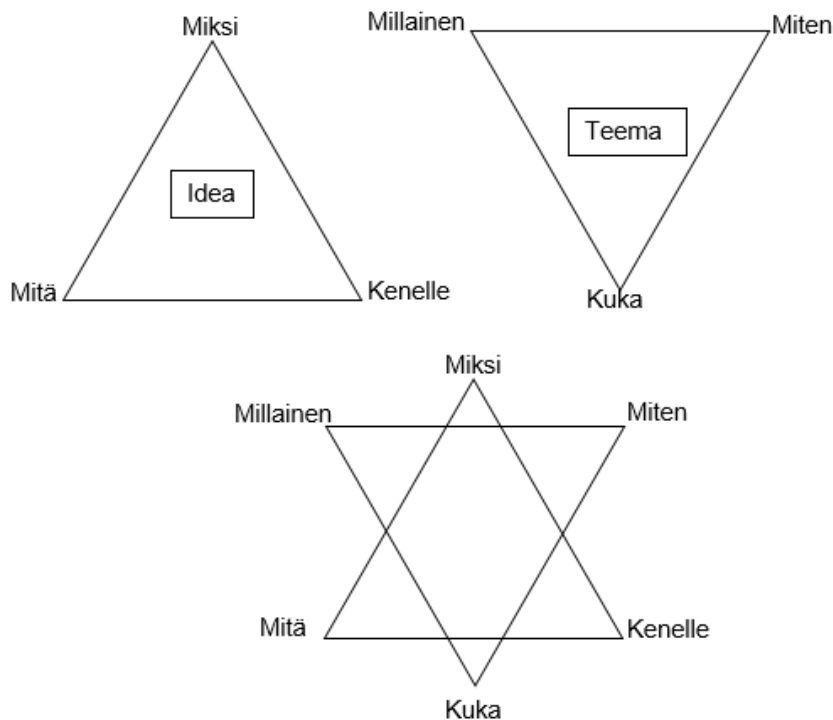 Miksi
Idea
Mitä
Kenelle
Millainen
Miten
Teema
Kuka
Miksi
Millainen
Miten
Mitä
Kenelle
Kuka